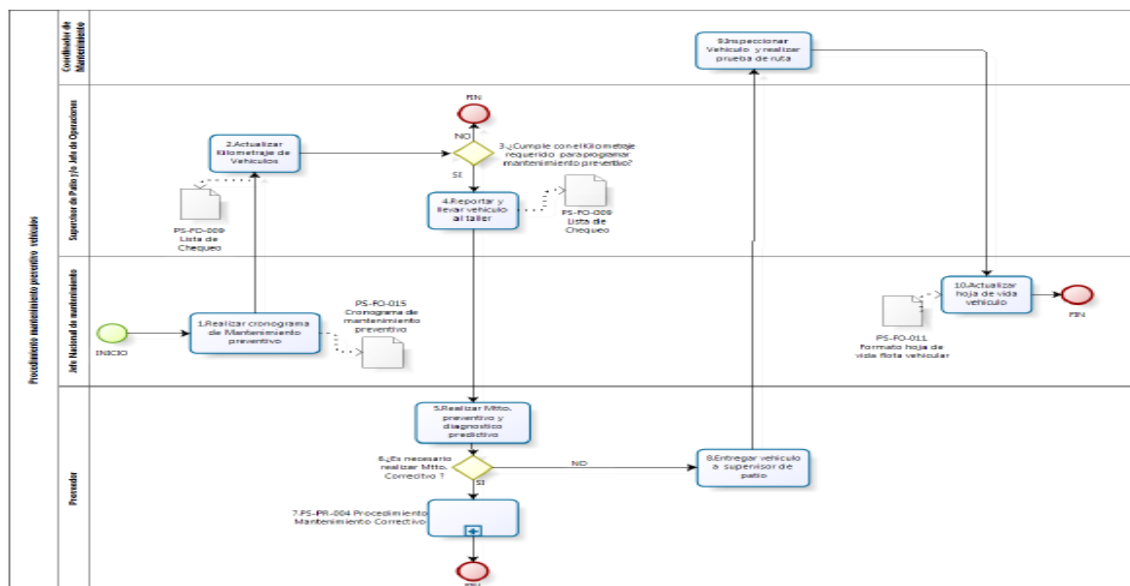 Procedimiento mantenimiento preventivo vehículos
Coordinador de
Mantenimiento
9.Inspeccionar
Vehículo y realizar
prueba de ruta
Supervisor de Patio y/o Jefe de Operaciones
2.Actualizar
Kilometraje de
Vehículos
PS-FO-009
Lista de
Chequeo
FIN
NO
3.¿Cumple con el Kilometraje
requerido para programar
mantenimiento preventivo?
SI
4.Reportar y
llevar vehículo
al taller
PS-FO-009
Lista de
Chequeo
Jefe Nacional de mantenimiento
INICIO
1.Realizar cronograma
de Mantenimiento
preventivo
PS-FO-015
Cronograma de
mantenimiento
preventivo
10.Actualizar
hoja de vida
vehículo
FIN
PS-FO-011
Formato hoja de
vida flota vehicular
Proveedor
5.Realizar Mtto.
preventivo y
diagnostico
predictivo
6.¿Es necesario
realizar Mtto.
Correctivo ?
NO
SI
8.Entregar vehículo
a supervisor de
patio
7.PS-PR-004 Procedimiento
Mantenimiento Correctivo
FIN